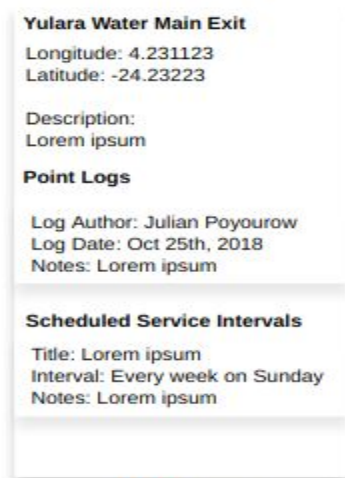 Yulara Water Main Exit
Longitude: 4.231123
Latitude: -24.23223
Description:
Lorem ipsum
Point Logs
Log Author: Julian Poyourow
Log Date: Oct 25th, 2018
Notes: Lorem ipsum
Scheduled Service Intervals
Title: Lorem ipsum
Interval: Every week on Sunday
Notes: Lorem ipsum